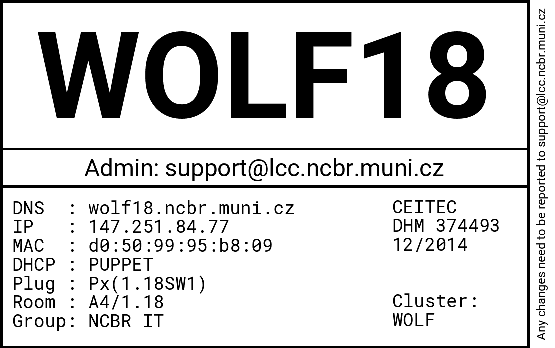 WOLF18
Admin: support@lcc.ncbr.muni.cz
DNS  : wolf18.ncbr.muni.cz
IP   : 147.251.84.77
MAC  : d0:50:99:95:b8:09
DHCP : PUPPET
Plug : Px(1.18SW1)
Room : A4/1.18
Group: NCBR IT
CEITEC
DHM 374493
12/2014
Cluster:
WOLF
Any changes need to be reported to support@lcc.ncbr.muni.cz